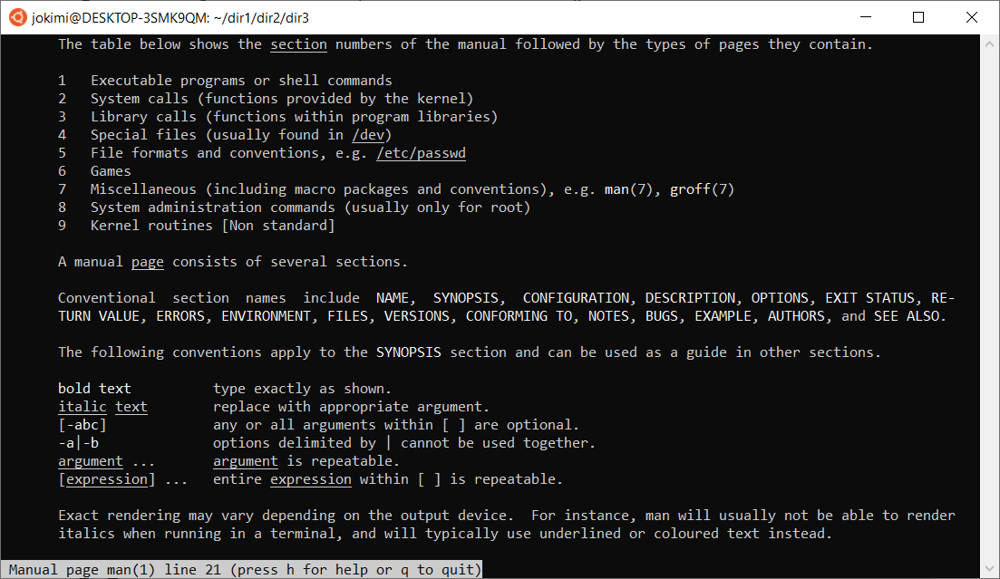 jokimi@DESKTOP-3SMK9QM: ~/dir1/dir2/dir3
The table below shows the section numbers of the manual followed by the types of pages they contain.
1   Executable programs or shell commands
2   System calls (functions provided by the kernel)
3   Library calls (functions within program libraries)
4   Special files (usually found in /dev)
5   File formats and conventions, e.g. /etc/passwd
6   Games
7   Miscellaneous (including macro packages and conventions), e.g. man(7), groff(7)
8   System administration commands (usually only for root)
9   Kernel routines [Non standard]
A manual page consists of several sections.
Conventional  section  names  include  NAME,  SYNOPSIS,  CONFIGURATION, DESCRIPTION, OPTIONS, EXIT STATUS, RE-
TURN VALUE, ERRORS, ENVIRONMENT, FILES, VERSIONS, CONFORMING TO, NOTES, BUGS, EXAMPLE, AUTHORS, and SEE ALSO.
The following conventions apply to the SYNOPSIS section and can be used as a guide in other sections.
bold text          type exactly as shown.
italic text        replace with appropriate argument.
[-abc]             any or all arguments within [ ] are optional.
-a|-b              options delimited by | cannot be used together.
argument ...       argument is repeatable.
[expression] ...   entire expression within [ ] is repeatable.
Exact rendering may vary depending on the output device.  For instance, man will usually not be able to render
italics when running in a terminal, and will typically use underlined or coloured text instead.
Manual page man(1) line 21 (press h for help or q to quit)